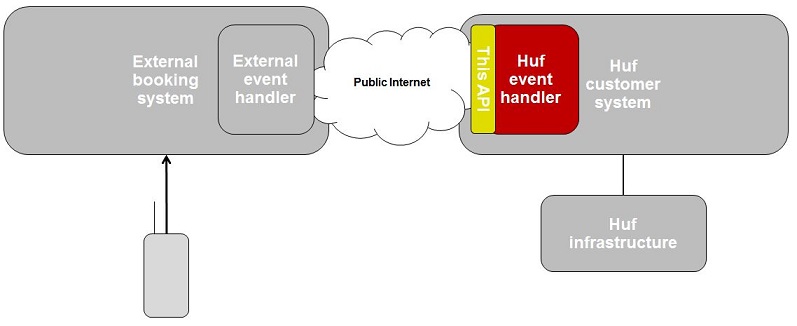 External
booking
system
External
event
handler
Public Internet
This API
Huf
event
handler
Huf
customer
system
Huf
infrastructure